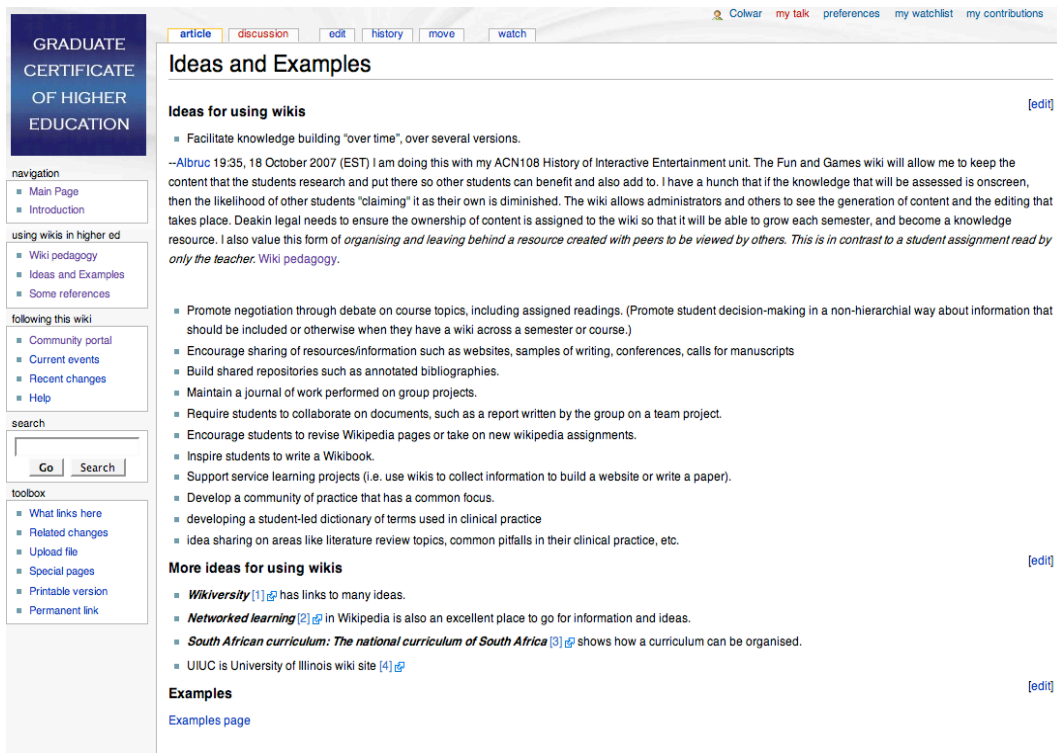 Colwar my talk preferences my watchlist my contributions
article discussion edit history move watch
GRADUATE
CERTIFICATE
OF HIGHER
EDUCATION
navigation
Main Page
Introduction
using wikis in higher ed
Wiki pedagogy
Ideas and Examples
Some references
following this wiki
Community portal
Current events
Recent changes
Help
search
Go Search
toolbox
What links here
Related changes
Upload file
Special pages
Printable version
Permanent link
Ideas and Examples
Ideas for using wikis [edit]
Facilitate knowledge building "over time", over several versions.
--Albruc 19:35, 18 October 2007 (EST) I am doing this with my ACN108 History of Interactive Entertainment unit. The Fun and Games wiki will allow me to keep the
content that the students research and put there so other students can benefit and also add to. I have a hunch that if the knowledge that will be assessed is onscreen,
then the likelihood of other students "claiming" it as their own is diminished. The wiki allows administrators and others to see the generation of content and the editing that
takes place. Deakin legal needs to ensure the ownership of content is assigned to the wiki so that it will be able to grow each semester, and become a knowledge
resource. I also value this form of organising and leaving behind a resource created with peers to be viewed by others. This is in contrast to a student assignment read by
only the teacher. Wiki pedagogy.
Promote negotiation through debate on course topics, including assigned readings. (Promote student decision-making in a non-hierarchial way about information that
should be included or otherwise when they have a wiki across a semester or course.)
Encourage sharing of resources/information such as websites, samples of writing, conferences, calls for manuscripts
Build shared repositories such as annotated bibliographies.
Maintain a journal of work performed on group projects.
Require students to collaborate on documents, such as a report written by the group on a team project.
Encourage students to revise Wikipedia pages or take on new wikipedia assignments.
Inspire students to write a Wikibook.
Support service learning projects (i.e. use wikis to collect information to build a website or write a paper).
Develop a community of practice that has a common focus.
developing a student-led dictionary of terms used in clinical practice
idea sharing on areas like literature review topics, common pitfalls in their clinical practice, etc.
More ideas for using wikis [edit]
Wikiversity [1] has links to many ideas.
Networked learning [2] in Wikipedia is also an excellent place to go for information and ideas.
South African curriculum: The national curriculum of South Africa [3] shows how a curriculum can be organised.
UIUC is University of Illinois wiki site [4]
Examples [edit]
Examples page